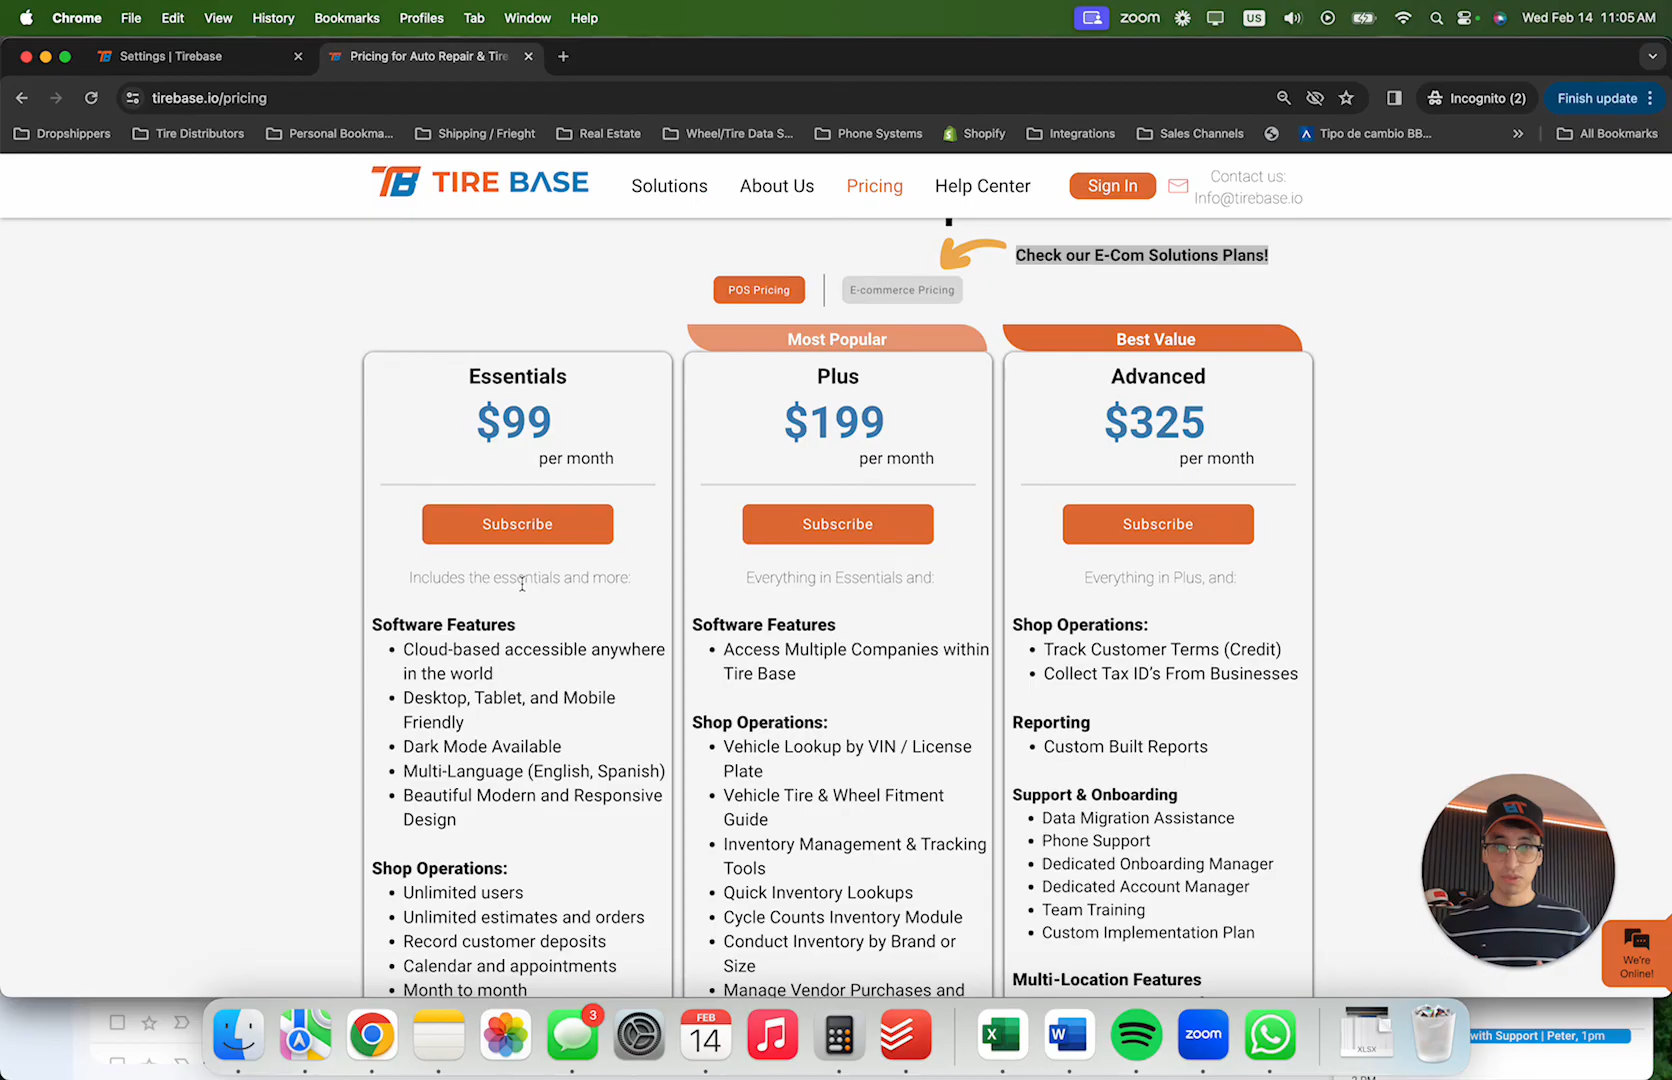 Chrome File Edit View History Bookmarks Profiles Tab Window Help zoom US Wed Feb 14 11:05 AM
Settings | Tirebase Pricing for Auto Repair & Tire
tirebase.io/pricing Incognito (2) Finish update
Dropshippers Tire Distributors Personal Bookma... Shipping / Frieght Real Estate Wheel/Tire Data S... Phone Systems Shopify Integrations Sales Channels Tipo de cambio BB... » All Bookmarks
TB TIRE BASE Solutions About Us Pricing Help Center Sign In Contact us:
Info@tirebase.io
Check our E-Com Solutions Plans!
POS Pricing E-commerce Pricing
Most Popular Best Value
Essentials
$99
per month
Subscribe
Includes the essentials and more:
Software Features
• Cloud-based accessible anywhere
in the world
• Desktop, Tablet, and Mobile
Friendly
• Dark Mode Available
• Multi-Language (English, Spanish)
• Beautiful Modern and Responsive
Design
Shop Operations:
• Unlimited users
• Unlimited estimates and orders
• Record customer deposits
• Calendar and appointments
• Month to month
Plus
$199
per month
Subscribe
Everything in Essentials and:
Software Features
• Access Multiple Companies within
Tire Base
Shop Operations:
• Vehicle Lookup by VIN / License
Plate
• Vehicle Tire & Wheel Fitment
Guide
• Inventory Management & Tracking
Tools
• Quick Inventory Lookups
• Cycle Counts Inventory Module
• Conduct Inventory by Brand or
Size
• Manage Vendor Purchases and
Advanced
$325
per month
Subscribe
Everything in Plus, and:
Shop Operations:
• Track Customer Terms (Credit)
• Collect Tax ID's From Businesses
Reporting
• Custom Built Reports
Support & Onboarding
• Data Migration Assistance
• Phone Support
• Dedicated Onboarding Manager
• Dedicated Account Manager
• Team Training
• Custom Implementation Plan
Multi-Location Features
We're
Online!
3
FEB
14
zoom
XLSX
with Support | Peter, 1pm